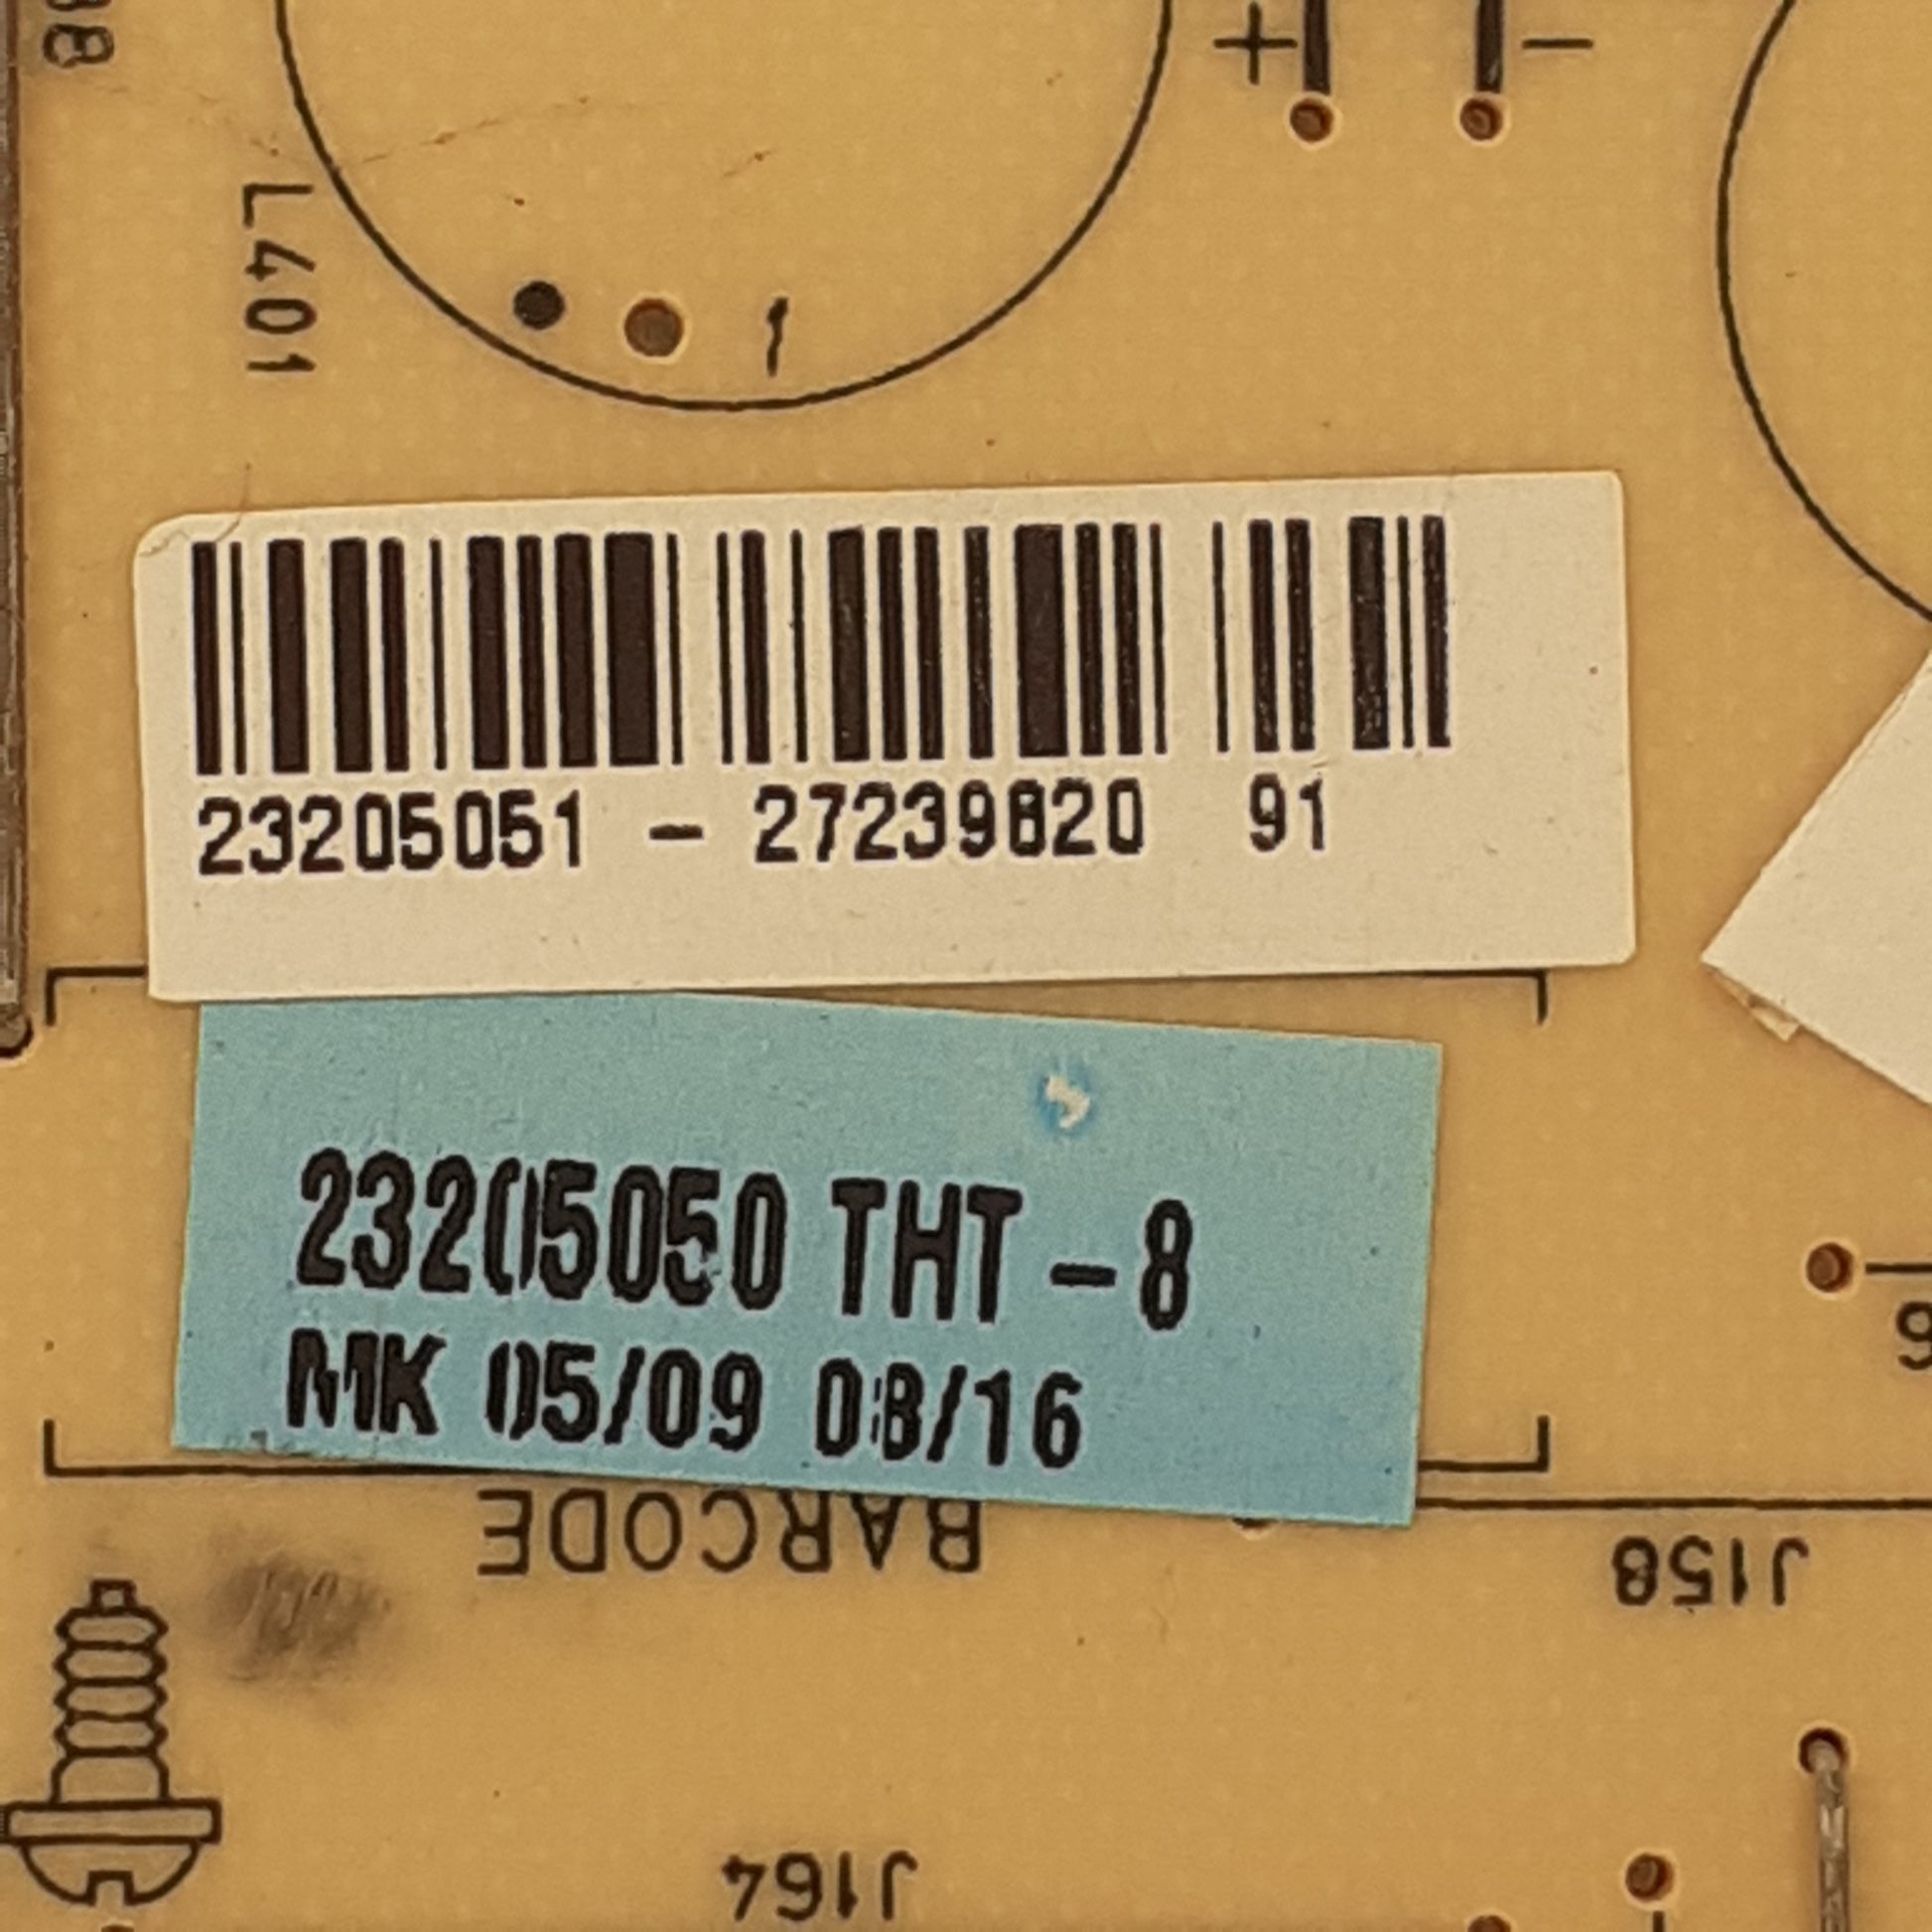 + -
L401
1
23205051 - 27239820 91
23205050 THT - 8
MK 05/09 08/16
BARCODE
J158
J164